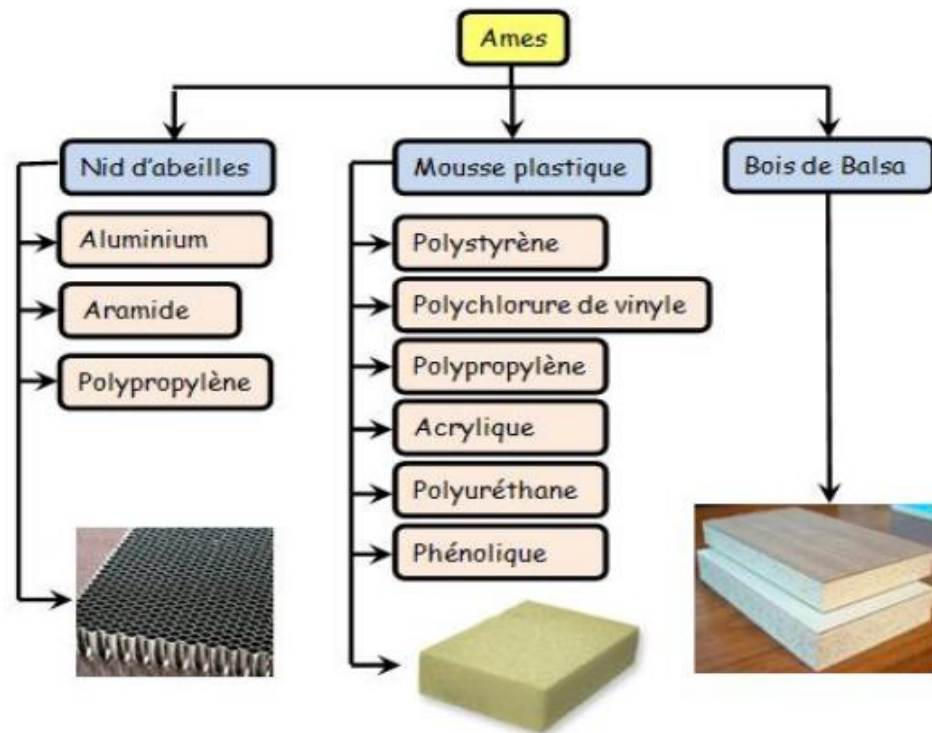 Ames
Nid d'abeilles
Aluminium
Aramide
Polypropylène
Mousse plastique
Polystyrène
Polychlorure de vinyle
Polypropylène
Acrylique
Polyuréthane
Phénolique
Bois de Balsa